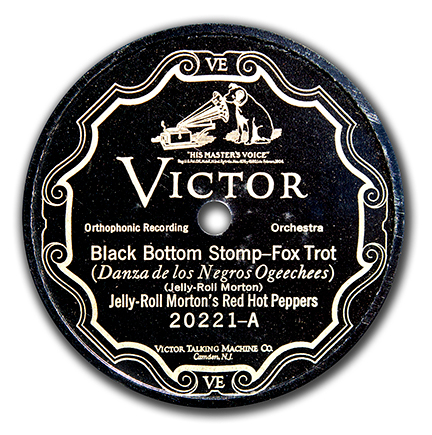 VE
"HIS MASTER'S VOICE"
VICTOR
Orthophonic Recording Orchestra
Black Bottom Stomp–Fox Trot
(Danza de los Negros Ogeechees)
(Jelly-Roll Morton)
Jelly-Roll Morton's Red Hot Peppers
20221-A
VICTOR TALKING MACHINE CO.
Camden, N.J.
VE